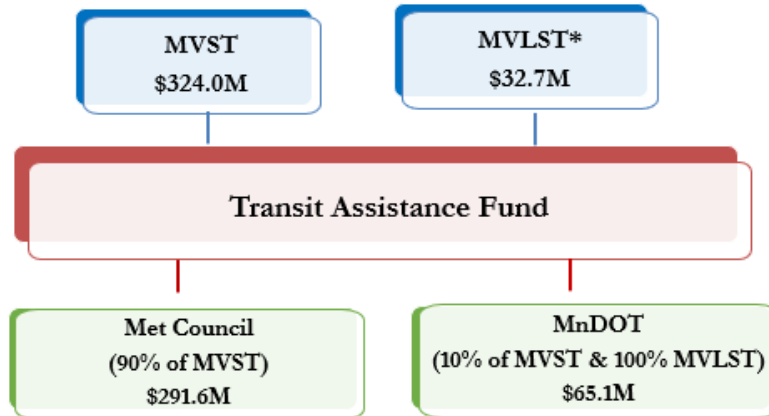 MVST
$324.0M
MVLST*
$32.7M
Transit Assistance Fund
Met Council
(90% of MVST)
$291.6M
MnDOT
(10% of MVST & 100% MVLST)
$65.1M